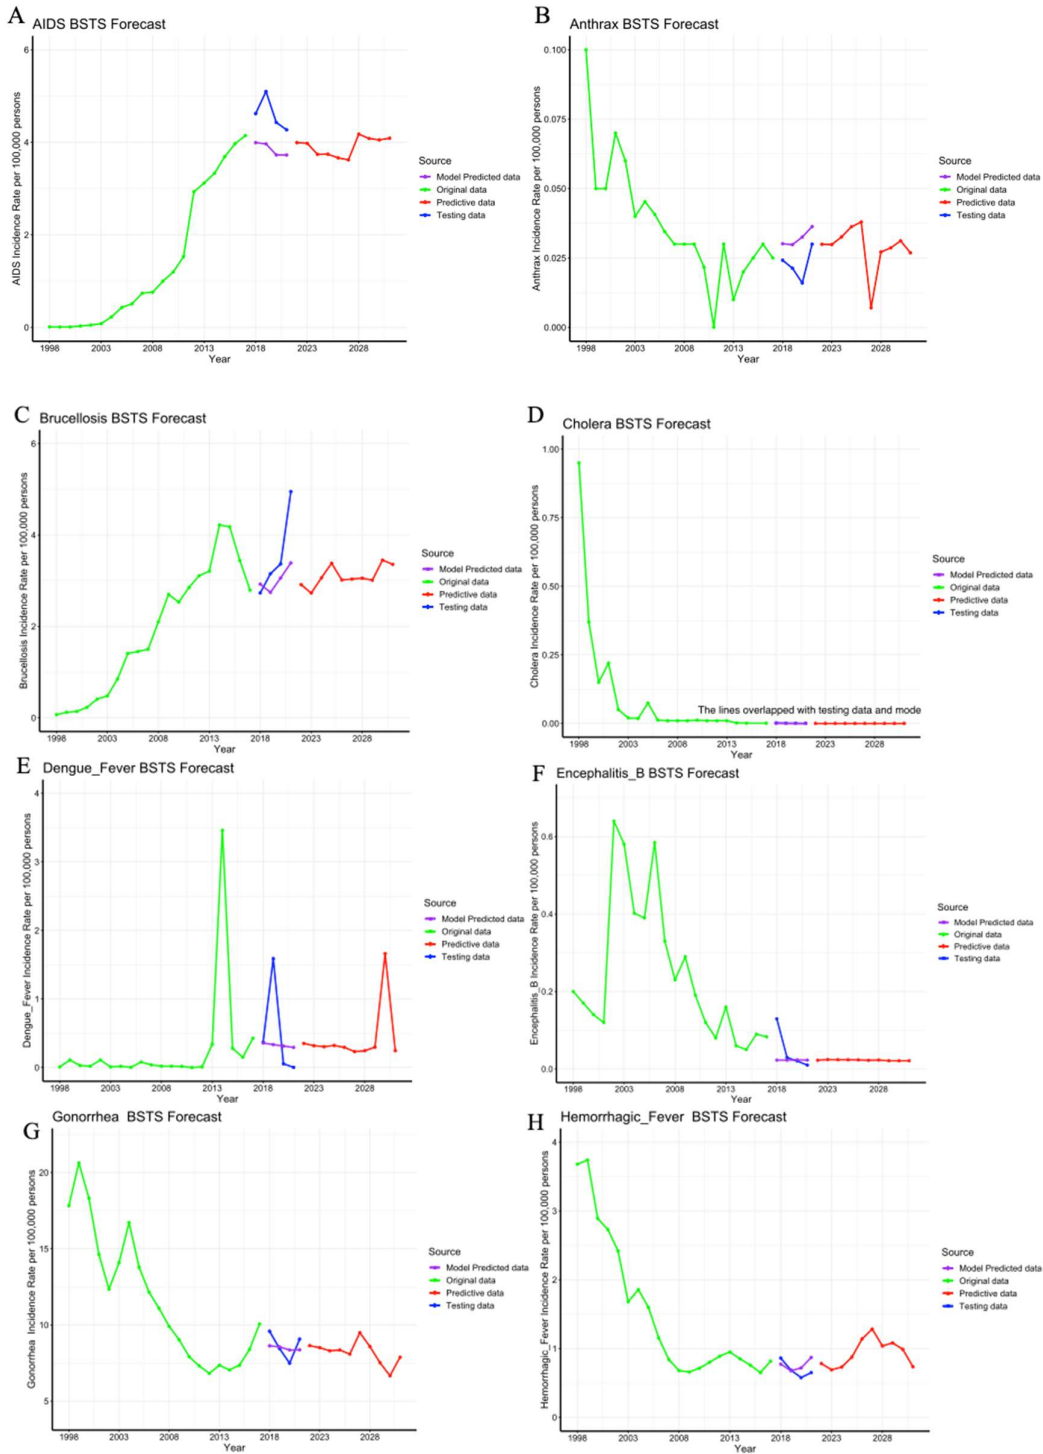 A
AIDS BSTS Forecast
AIDS Incidence Rate per 100,000 persons
6
4
2
0
1998 2003 2008 2013 2018 2023 2028
Year
Source
Model Predicted data
Original data
Predictive data
Testing data
B
Anthrax BSTS Forecast
Anthrax Incidence Rate per 100,000 persons
0.100
0.050
0.025
0.000
1998 2003 2008 2013 2018 2023 2028
Year
Source
Model Predicted data
Original data
Predictive data
Testing data
C
Brucellosis BSTS Forecast
Brucellosis Incidence Rate per 100,000 persons
6
4
2
0
1998 2003 2008 2013 2018 2023 2028
Year
Source
Model Predicted data
Original data
Predictive data
Testing data
D
Cholera BSTS Forecast
Cholera Incidence Rate per 100,000 persons
1.00
0.75
0.50
0.25
0.00
The lines overlapped with testing data and mode
1998 2003 2008 2013 2018 2023 2028
Year
Source
Model Predicted data
Original data
Predictive data
Testing data
E
Dengue_Fever BSTS Forecast
Dengue_Fever Incidence Rate per 100,000 persons
4
3
2
1
0
1998 2003 2008 2013 2018 2023 2028
Year
Source
Model Predicted data
Original data
Predictive data
Testing data
F
Encephalitis_B BSTS Forecast
Encephalitis_B Incidence Rate per 100,000 persons
0.6
0.4
0.2
0.0
1998 2003 2008 2013 2018 2023 2028
Year
Source
Model Predicted data
Original data
Predictive data
Testing data
G
Gonorrhea BSTS Forecast
Gonorrhea Incidence Rate per 100,000 persons
20
15
10
5
1998 2003 2008 2013 2018 2023 2028
Year
Source
Model Predicted data
Original data
Predictive data
Testing data
H
Hemorrhagic_Fever BSTS Forecast
Hemorrhagic_Fever Incidence Rate per 100,000 persons
4
3
2
1
0
1998 2003 2008 2013 2018 2023 2028
Year
Source
Model Predicted data
Original data
Predictive data
Testing data